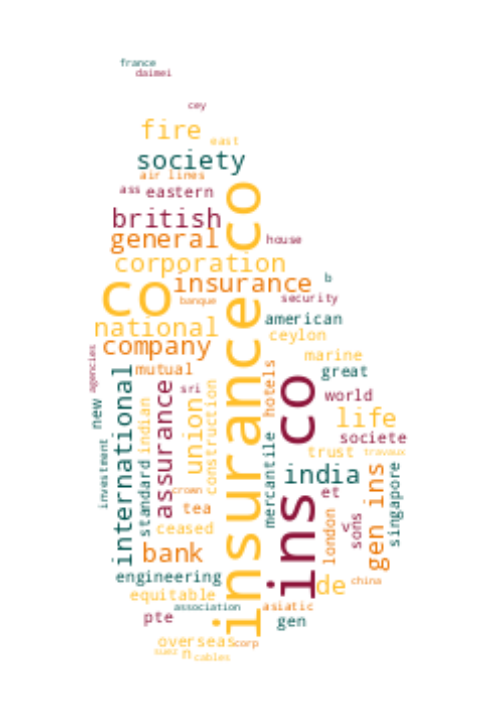 france
daimei
cey
fire
east
society
air lines
ass
eastern
british
insurance co
general
house
corporation
insurance
b
co
banque
security
national
american
ceylon
company
marine
agencies
mutual
great
international
hotels
sri
ins co
world
new
indian
assurance
union
construction
life
societe
mercantile
trust
travaux
investment
standard
india
gen ins
singapore
crown
et
tea
london
v
sons
ceased
bank
engineering
de
china
equitable
association
asiatic
pte
gen
oversea
scorp
suez
n
cables